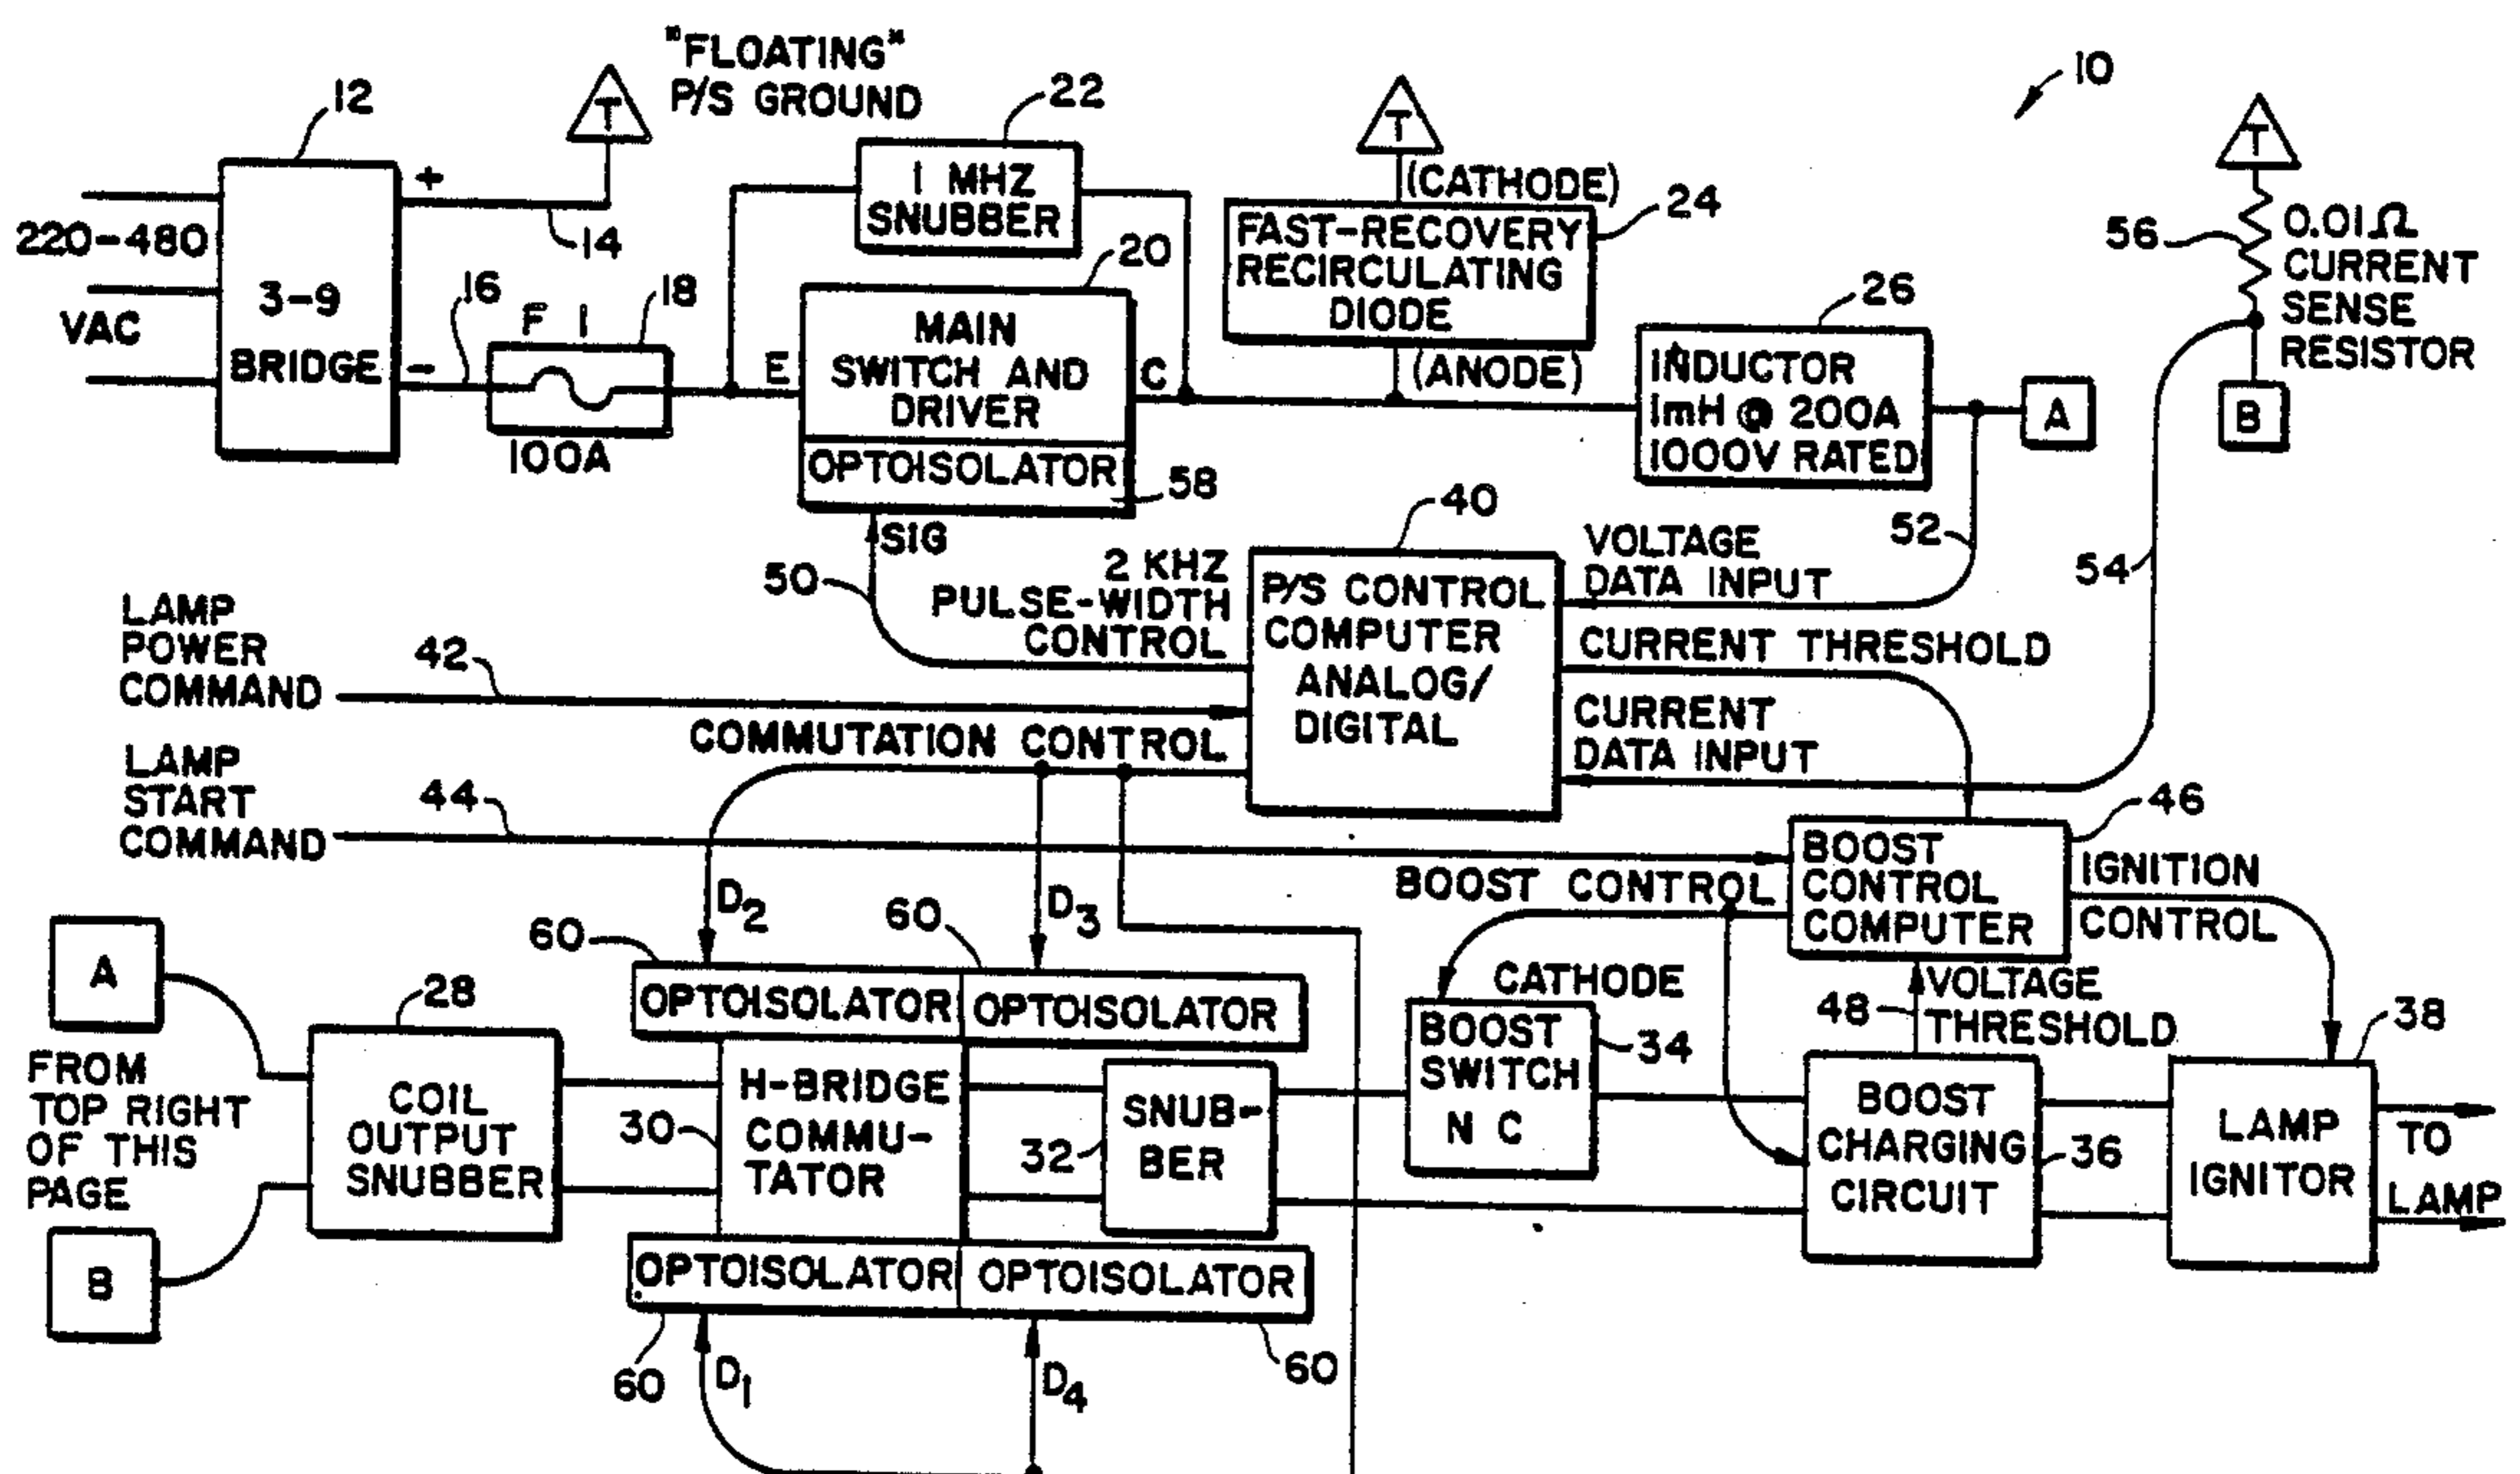 "FLOATING"
P/S GROUND
T
12
+
14
220-480
VAC
3-9
BRIDGE
-
16
F 1
18
100A
22
1 MHZ
SNUBBER
20
E
MAIN
SWITCH AND
DRIVER
C
OPTOISOLATOR
58
SIG
T
(CATHODE)
24
FAST-RECOVERY
RECIRCULATING
DIODE
(ANODE)
26
INDUCTOR
1mH @ 200A
1000V RATED
A
10
T
56
0.01Ω
CURRENT
SENSE
RESISTOR
B
52
54
40
50
2 KHZ
PULSE-WIDTH
CONTROL
P/S CONTROL
COMPUTER
ANALOG/
DIGITAL
VOLTAGE
DATA INPUT
CURRENT THRESHOLD
CURRENT
DATA INPUT
LAMP
POWER
COMMAND
42
COMMUTATION CONTROL
LAMP
START
COMMAND
44
46
BOOST
CONTROL
COMPUTER
BOOST CONTROL
IGNITION
CONTROL
D2
D3
60
60
A
FROM
TOP RIGHT
OF THIS
PAGE
B
28
COIL
OUTPUT
SNUBBER
OPTOISOLATOR
OPTOISOLATOR
30
H-BRIDGE
COMMU-
TATOR
32
SNUB-
BER
OPTOISOLATOR
OPTOISOLATOR
60
D1
D4
60
CATHODE
BOOST
SWITCH
N C
34
48
VOLTAGE
THRESHOLD
BOOST
CHARGING
CIRCUIT
36
38
LAMP
IGNITOR
TO
LAMP